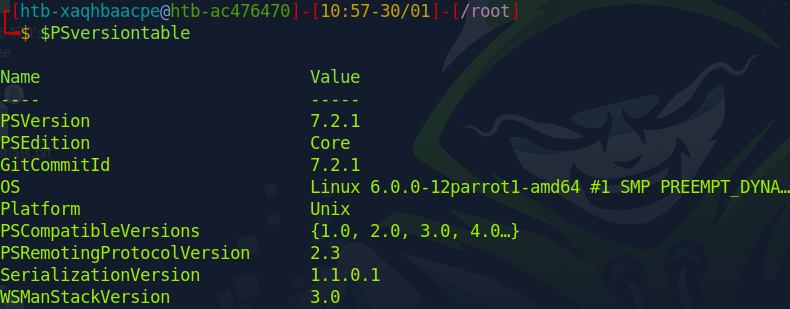 ┌[htb-xaqhbaacpe@htb-ac476470]-[10:57-30/01]-[/root]
└─$ $PSversiontable
Name Value
---- -----
PSVersion 7.2.1
PSEdition Core
GitCommitId 7.2.1
OS Linux 6.0.0-12parrot1-amd64 #1 SMP PREEMPT_DYNA…
Platform Unix
PSCompatibleVersions {1.0, 2.0, 3.0, 4.0…}
PSRemotingProtocolVersion 2.3
SerializationVersion 1.1.0.1
WSManStackVersion 3.0